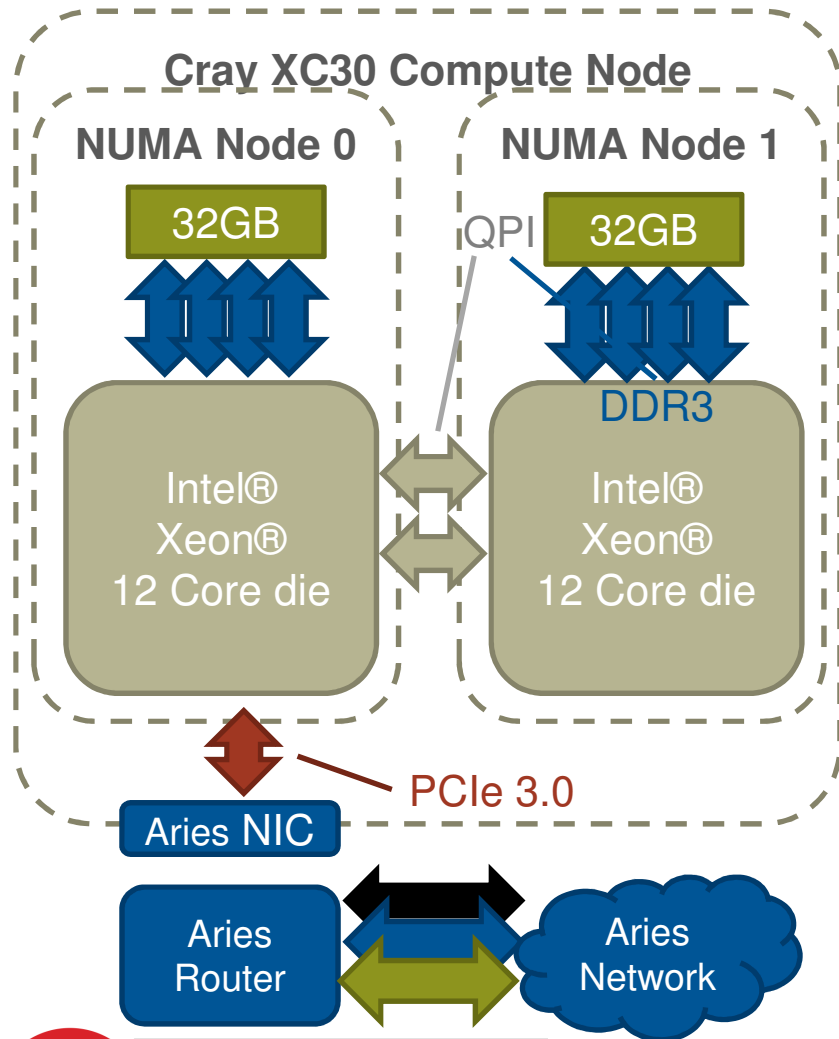 Cray XC30 Compute Node
NUMA Node 0
NUMA Node 1
32GB
QPI
32GB
DDR3
Intel®
Xeon®
12 Core die
Intel®
Xeon®
12 Core die
PCIe 3.0
Aries NIC
Aries
Router
Aries
Network